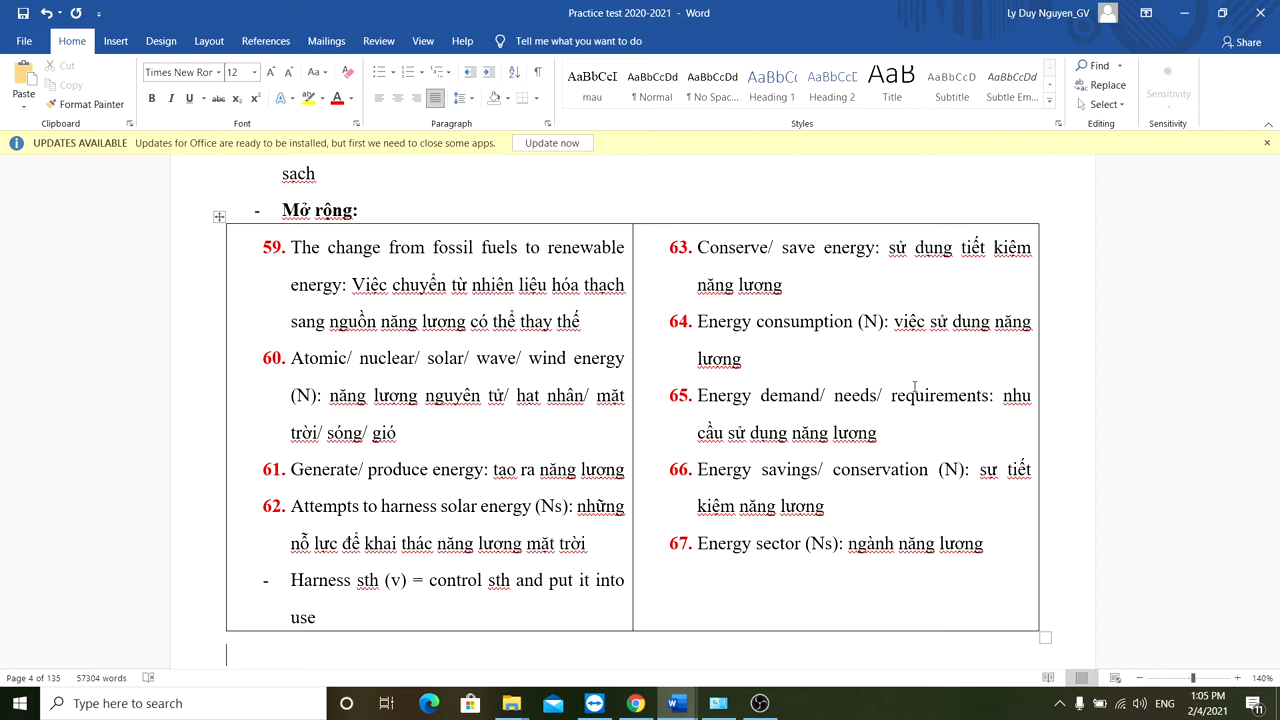 Practice test 2020-2021 - Word
Ly Duy Nguyen_GV
File Home Insert Design Layout References Mailings Review View Help Tell me what you want to do Share
Paste
Cut
Copy
Format Painter
Clipboard
Times New Ror 12
Font
Paragraph
AaBbCcI AaBbCcDd AaBbCcDd AaBbCcI AaBbCcDd AaB AaBbCcDd AaBbCcDd
mau ¶ Normal ¶ No Spac... Heading 1 Heading 2 Title Subtitle Subtle Em...
Styles
Find
Replace
Select
Editing
Sensitivity
Sensitivity
UPDATES AVAILABLE Updates for Office are ready to be installed, but first we need to close some apps. Update now
sạch
- Mở rộng:
59. The change from fossil fuels to renewable
energy: Việc chuyển từ nhiên liệu hóa thạch
sang nguồn năng lượng có thể thay thế
60. Atomic/ nuclear/ solar/ wave/ wind energy
(N): năng lượng nguyên tử/ hạt nhân/ mặt
trời/ sóng/ gió
61. Generate/ produce energy: tạo ra năng lượng
62. Attempts to harness solar energy (Ns): những
nỗ lực để khai thác năng lượng mặt trời
- Harness sth (v) = control sth and put it into
use
63. Conserve/ save energy: sử dụng tiết kiệm
năng lượng
64. Energy consumption (N): việc sử dụng năng
lượng
65. Energy demand/ needs/ requirements: nhu
cầu sử dụng năng lượng
66. Energy savings/ conservation (N): sự tiết
kiệm năng lượng
67. Energy sector (Ns): ngành năng lượng
Page 4 of 135 57304 words 140%
Type here to search
1:05 PM
2/4/2021